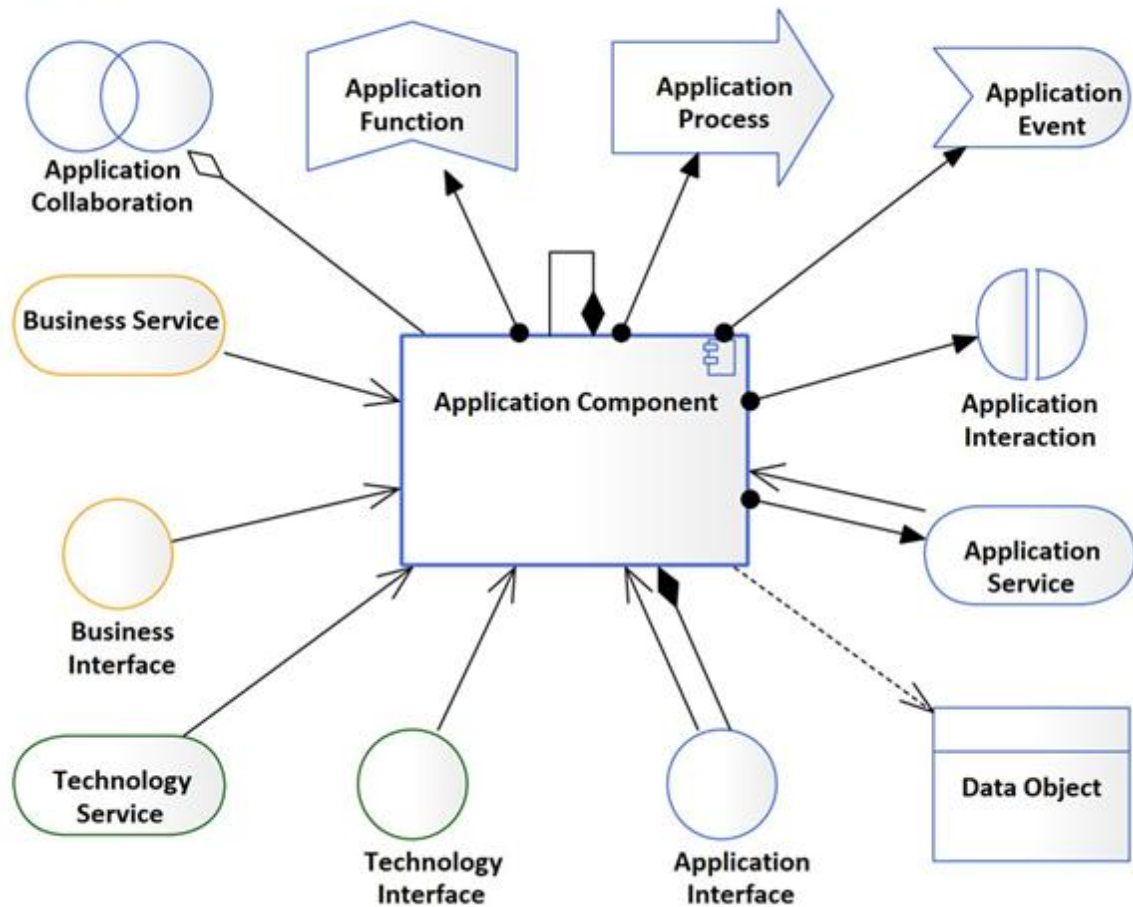 Application
Function
Application
Process
Application
Event
Application
Collaboration
Business Service
Application Component
Application
Interaction
Application
Service
Business
Interface
Technology
Service
Data Object
Technology
Interface
Application
Interface